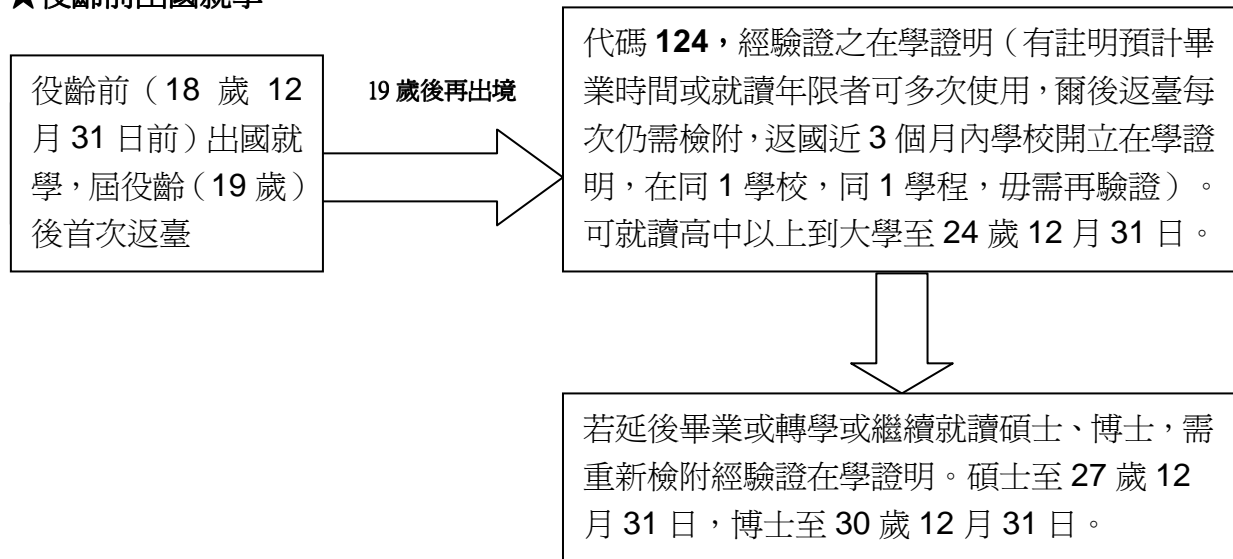 ★役齡前出國就學
役齡前（18 歲 12
月 31 日前）出國就
學，屆役齡（19 歲）
後首次返臺
19 歲後再出境
代碼 124，經驗證之在學證明（有註明預計畢
業時間或就讀年限者可多次使用，爾後返臺每
次仍需檢附，返國近 3 個月內學校開立在學證
明，在同 1 學校，同 1 學程，毋需再驗證）。
可就讀高中以上到大學至 24 歲 12 月 31 日。
若延後畢業或轉學或繼續就讀碩士、博士，需
重新檢附經驗證在學證明。碩士至 27 歲 12
月 31 日，博士至 30 歲 12 月 31 日。